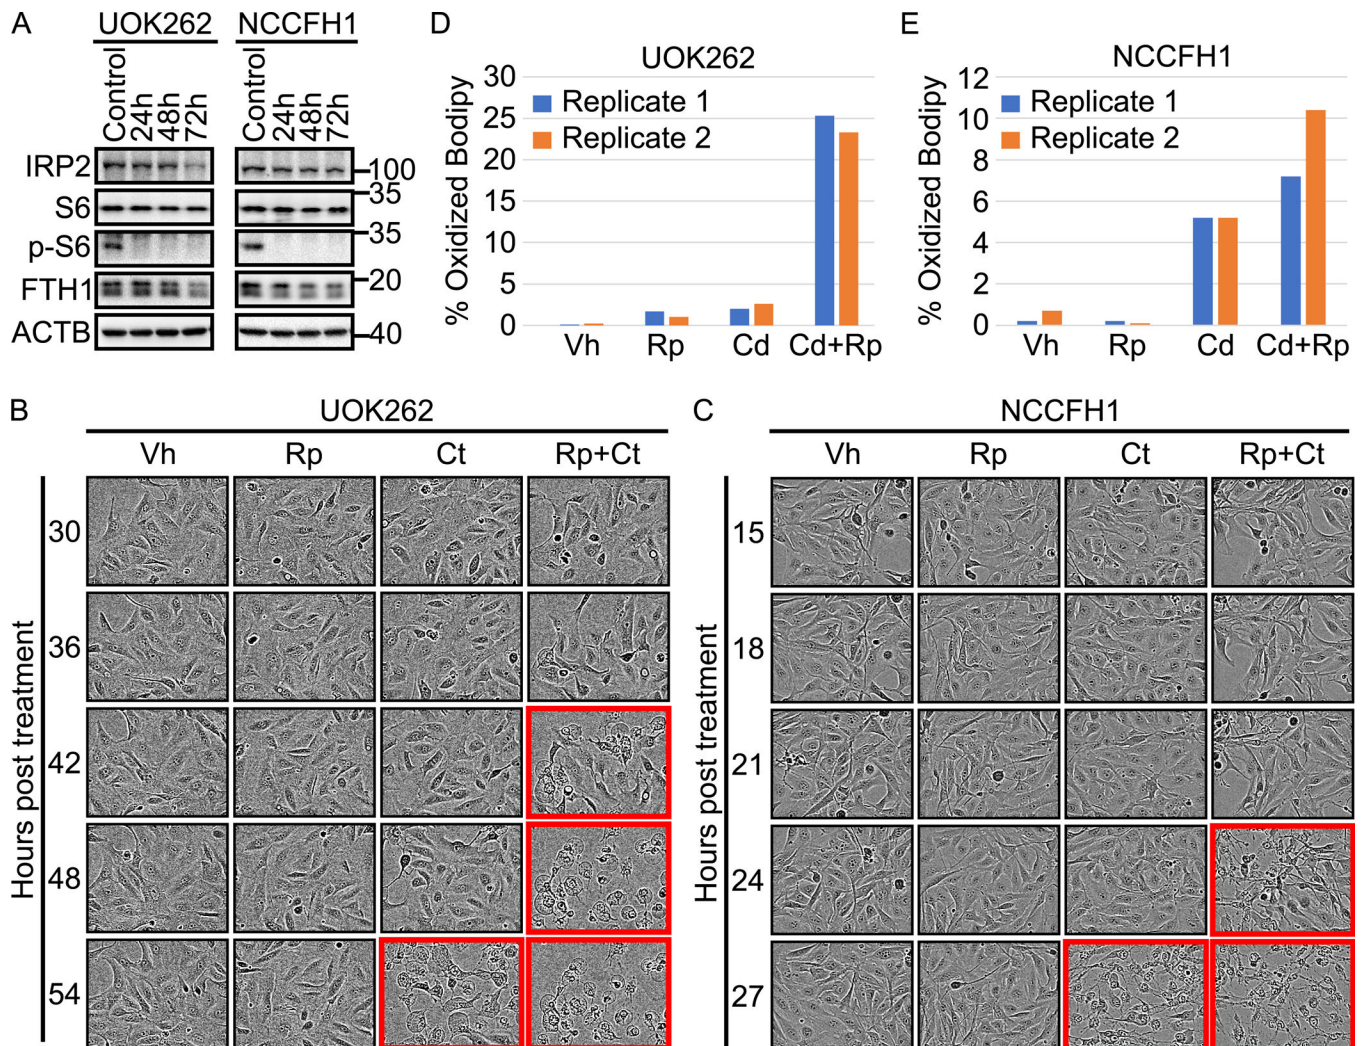 A
UOK262
NCCFH1
Control
24h
48h
72h
Control
24h
48h
72h
IRP2
S6
p-S6
FTH1
ACTB
100
35
35
20
40
D
UOK262
% Oxidized Bodipy
30
25
20
15
10
5
0
Replicate 1
Replicate 2
Vh
Rp
Cd
Cd+Rp
E
NCCFH1
% Oxidized Bodipy
12
10
8
6
4
2
0
Replicate 1
Replicate 2
Vh
Rp
Cd
Cd+Rp
B
UOK262
Vh
Rp
Ct
Rp+Ct
Hours post treatment
30
36
42
48
54
C
NCCFH1
Vh
Rp
Ct
Rp+Ct
Hours post treatment
15
18
21
24
27